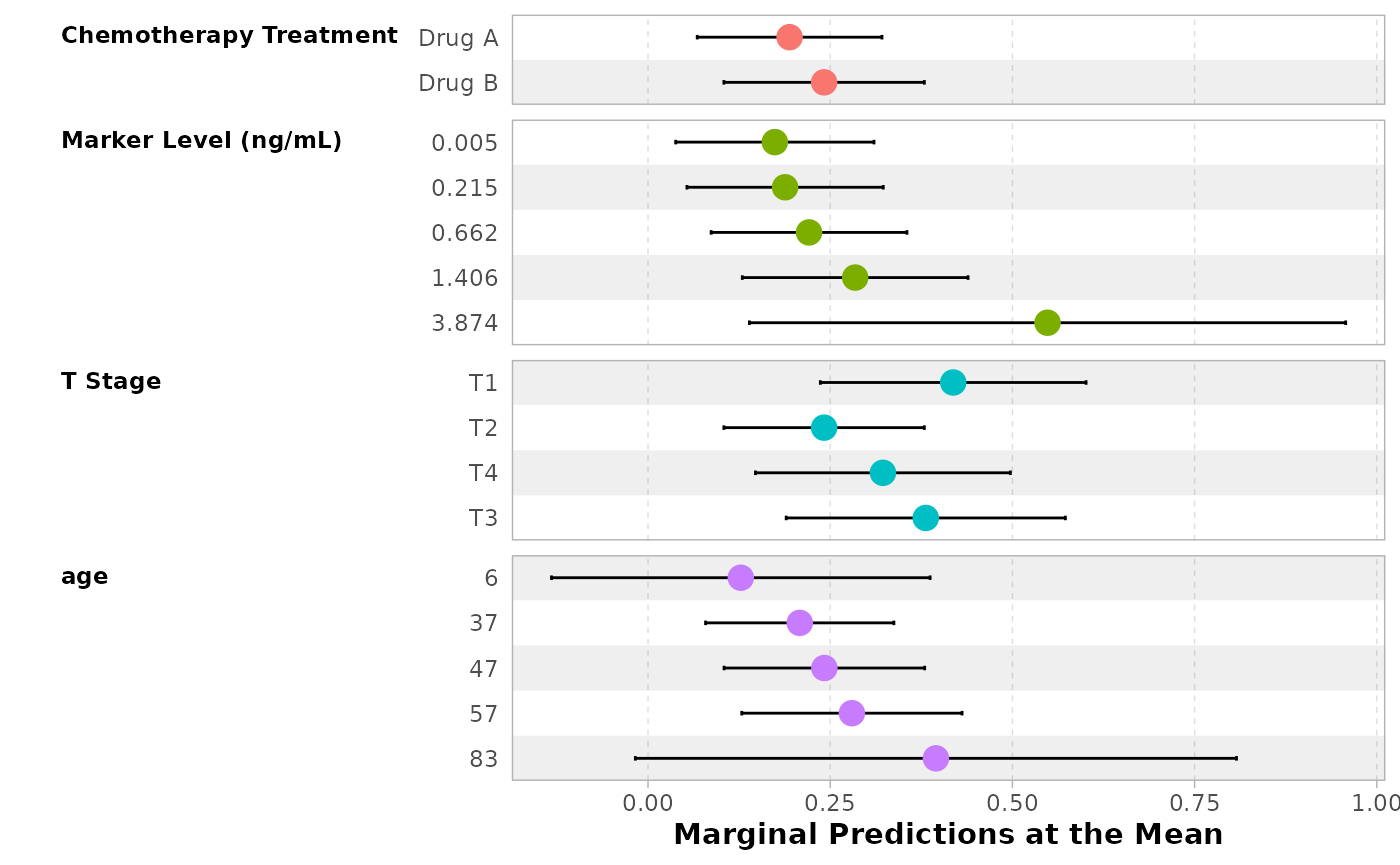 Chemotherapy Treatment
Drug A
Drug B
Marker Level (ng/mL)
0.005
0.215
0.662
1.406
3.874
T Stage
T1
T2
T4
T3
age
6
37
47
57
83
0.00 0.25 0.50 0.75 1.00
Marginal Predictions at the Mean